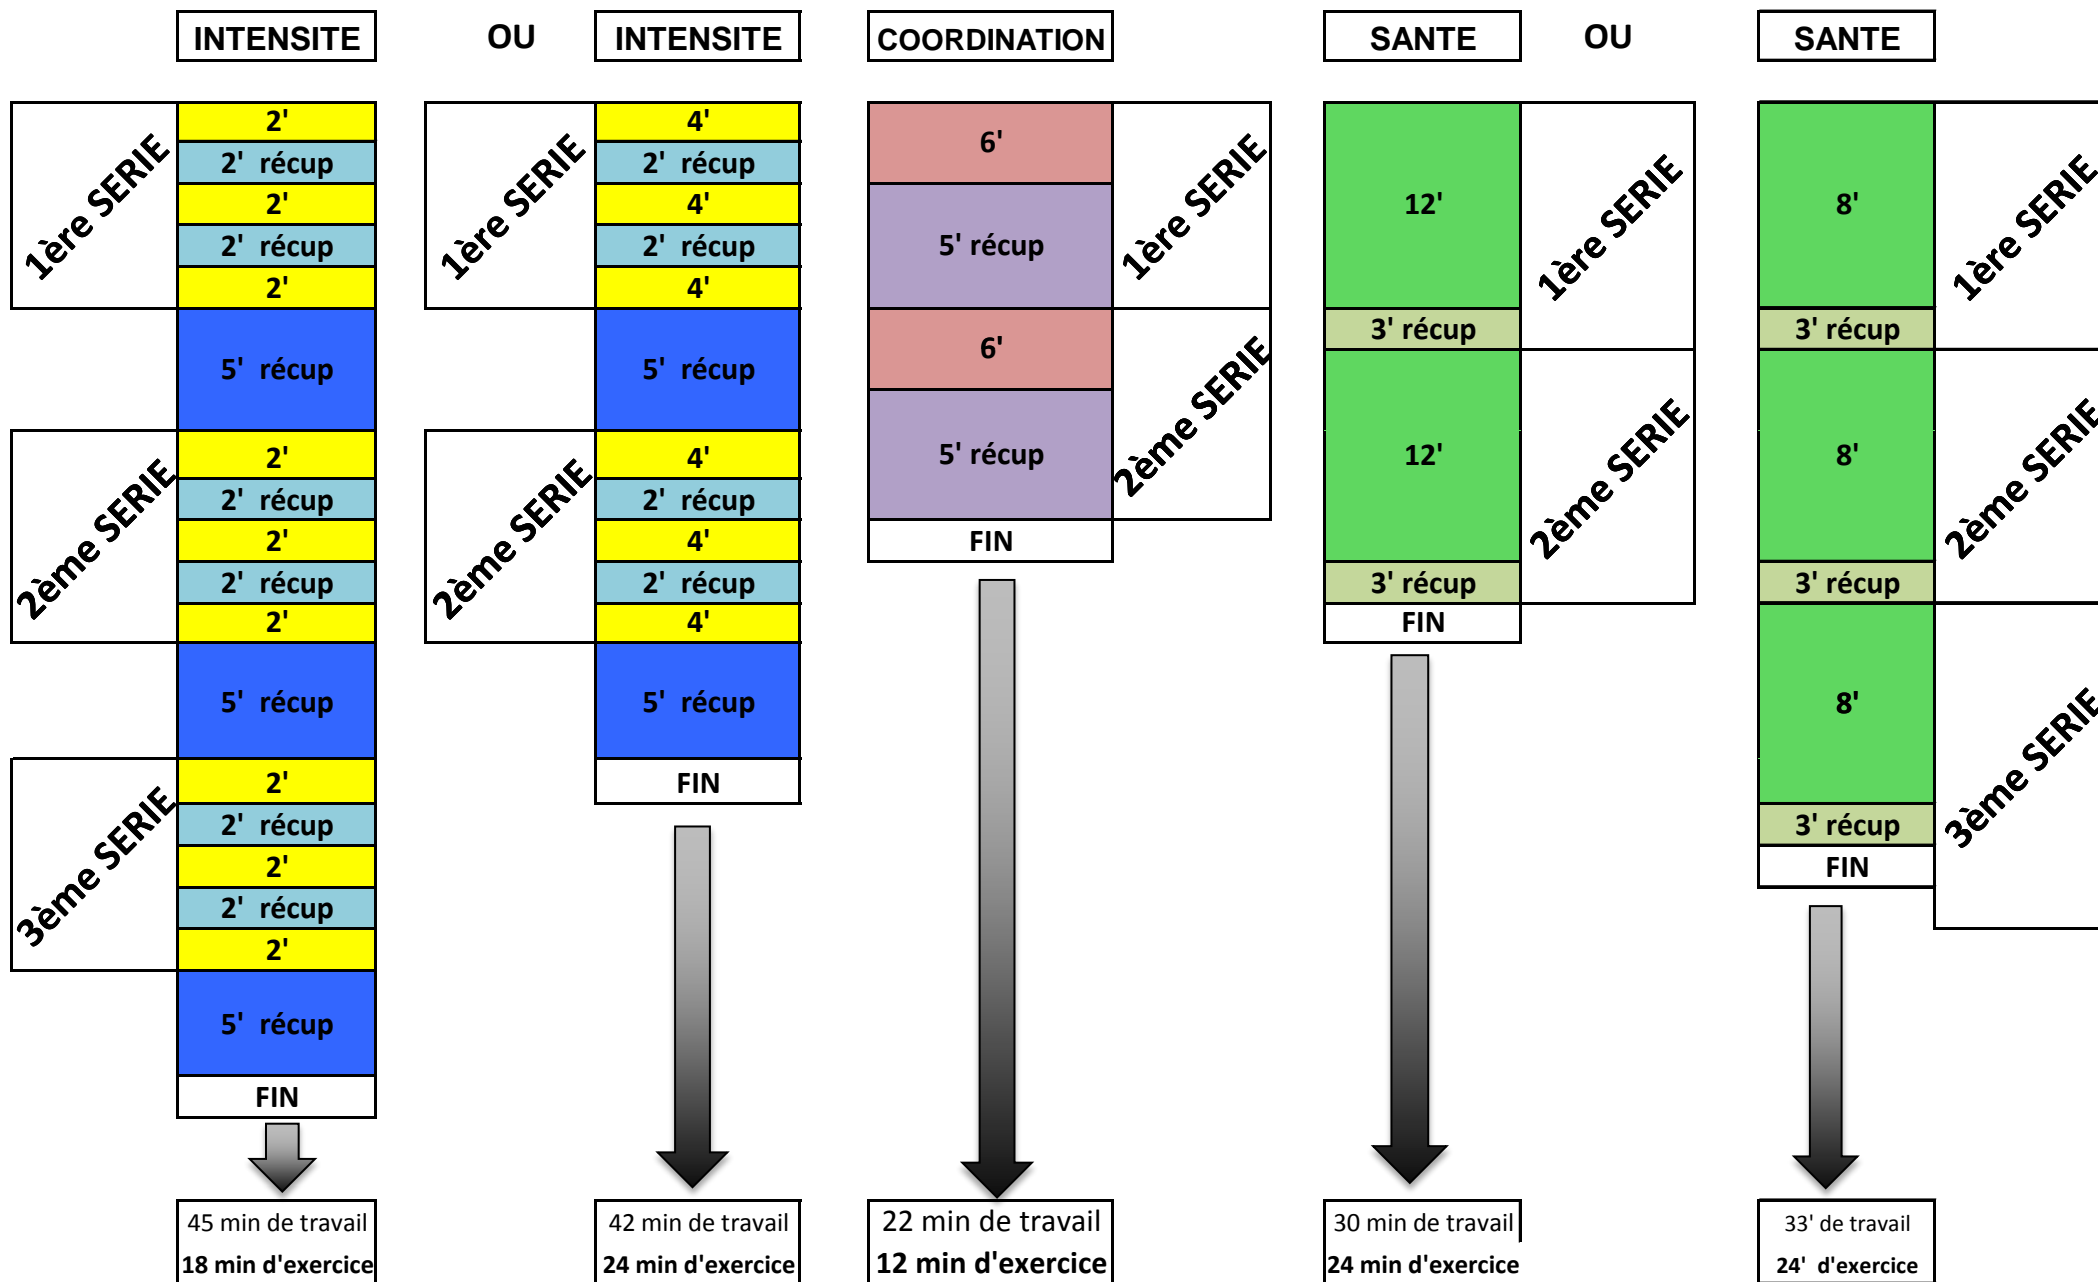 INTENSITE OU INTENSITE COORDINATION SANTE OU SANTE
1ère SERIE
2'
2' récup
2'
2' récup
2'
5' récup
2ème SERIE
2'
2' récup
2'
2' récup
2'
5' récup
3ème SERIE
2'
2' récup
2'
2' récup
2'
5' récup
FIN
45 min de travail
18 min d'exercice
1ère SERIE
4'
2' récup
4'
2' récup
4'
5' récup
2ème SERIE
4'
2' récup
4'
2' récup
4'
5' récup
FIN
42 min de travail
24 min d'exercice
6'
5' récup
1ère SERIE
6'
5' récup
2ème SERIE
FIN
22 min de travail
12 min d'exercice
12'
3' récup
1ère SERIE
12'
3' récup
2ème SERIE
FIN
30 min de travail
24 min d'exercice
8'
3' récup
1ère SERIE
8'
3' récup
2ème SERIE
8'
3' récup
3ème SERIE
FIN
33' de travail
24' d'exercice